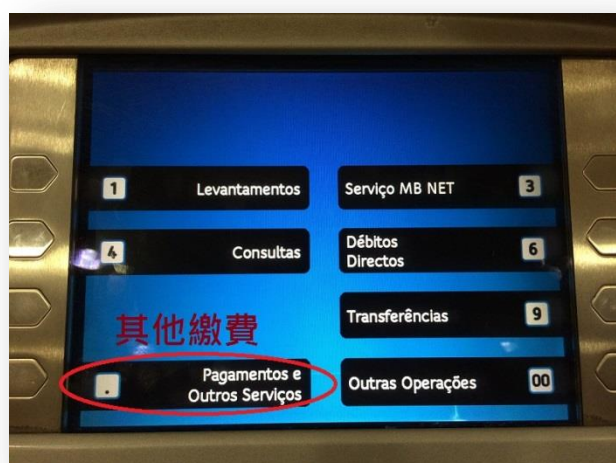 1 Levantamentos
Serviço MB NET 3
4 Consultas
Débitos
Directos 6
Transferências 9
其他繳費
. Pagamentos e
Outros Serviços
Outras Operações 00